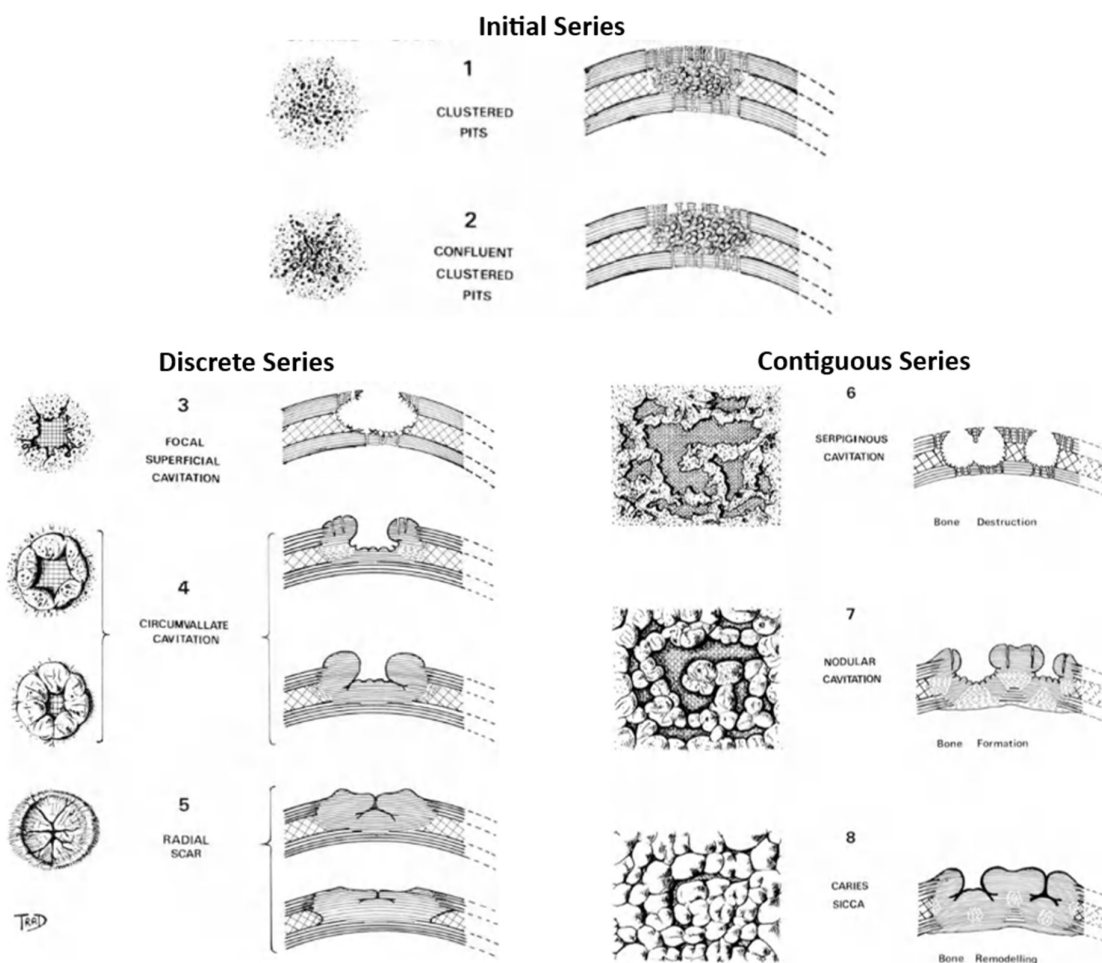 Initial Series
1
CLUSTERED
PITS
2
CONFLUENT
CLUSTERED
PITS
Discrete Series
3
FOCAL
SUPERFICIAL
CAVITATION
4
CIRCUMVALLATE
CAVITATION
5
RADIAL
SCAR
Contiguous Series
6
SERPIGINOUS
CAVITATION
Bone Destruction
7
NODULAR
CAVITATION
Bone Formation
8
CARIES
SICCA
Bone Remodelling